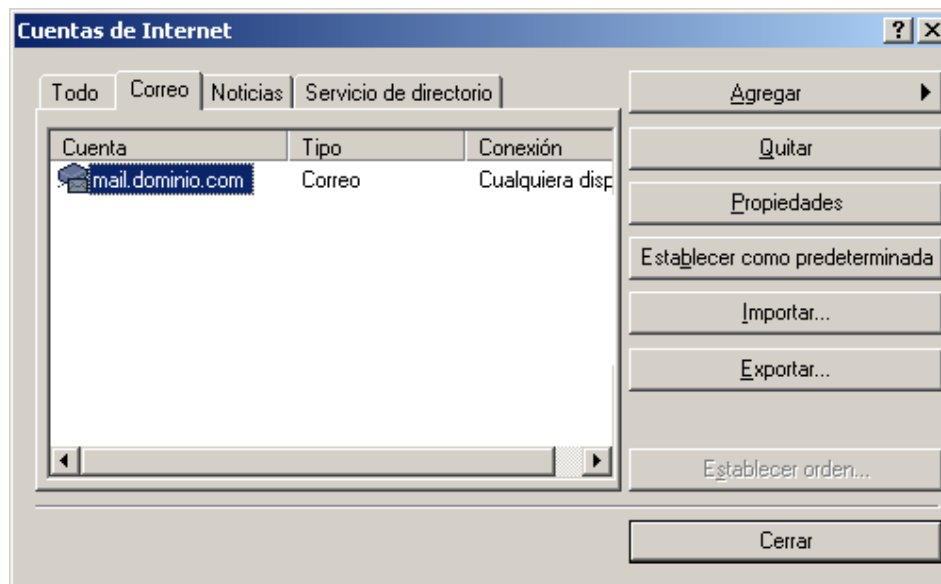 Cuentas de Internet
Todo Correo Noticias Servicio de directorio
Cuenta Tipo Conexión
mail.dominio.com Correo Cualquiera disp
Agregar
Quitar
Propiedades
Establecer como predeterminada
Importar...
Exportar...
Establecer orden...
Cerrar